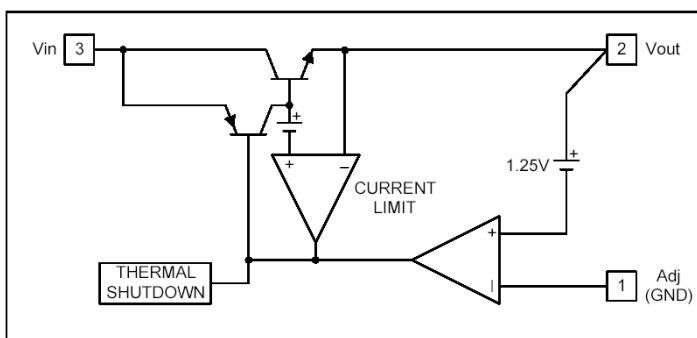 Vin 3
2 Vout
+
+ –
1.25V +
CURRENT
LIMIT
+
–
THERMAL
SHUTDOWN
1 Adj
(GND)